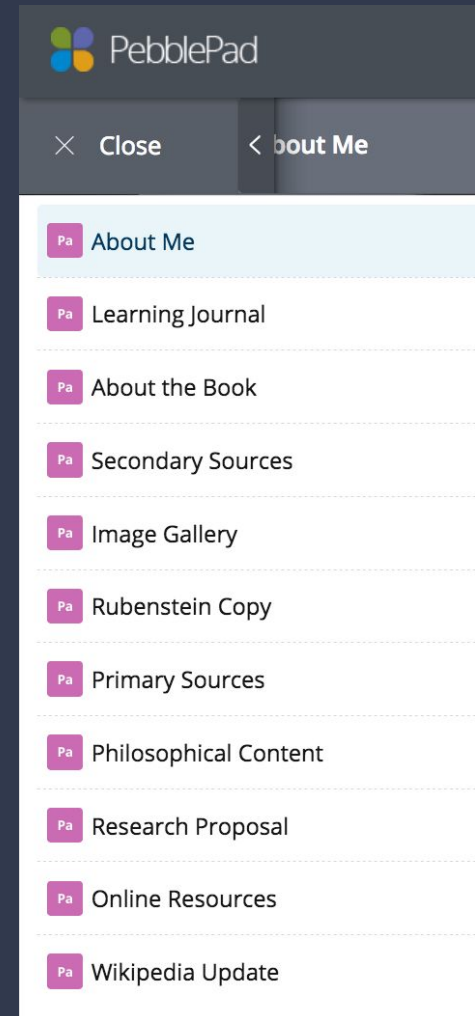 PebblePad
Close
bout Me
Pa About Me
Pa Learning Journal
Pa About the Book
Pa Secondary Sources
Pa Image Gallery
Pa Rubenstein Copy
Pa Primary Sources
Pa Philosophical Content
Pa Research Proposal
Pa Online Resources
Pa Wikipedia Update